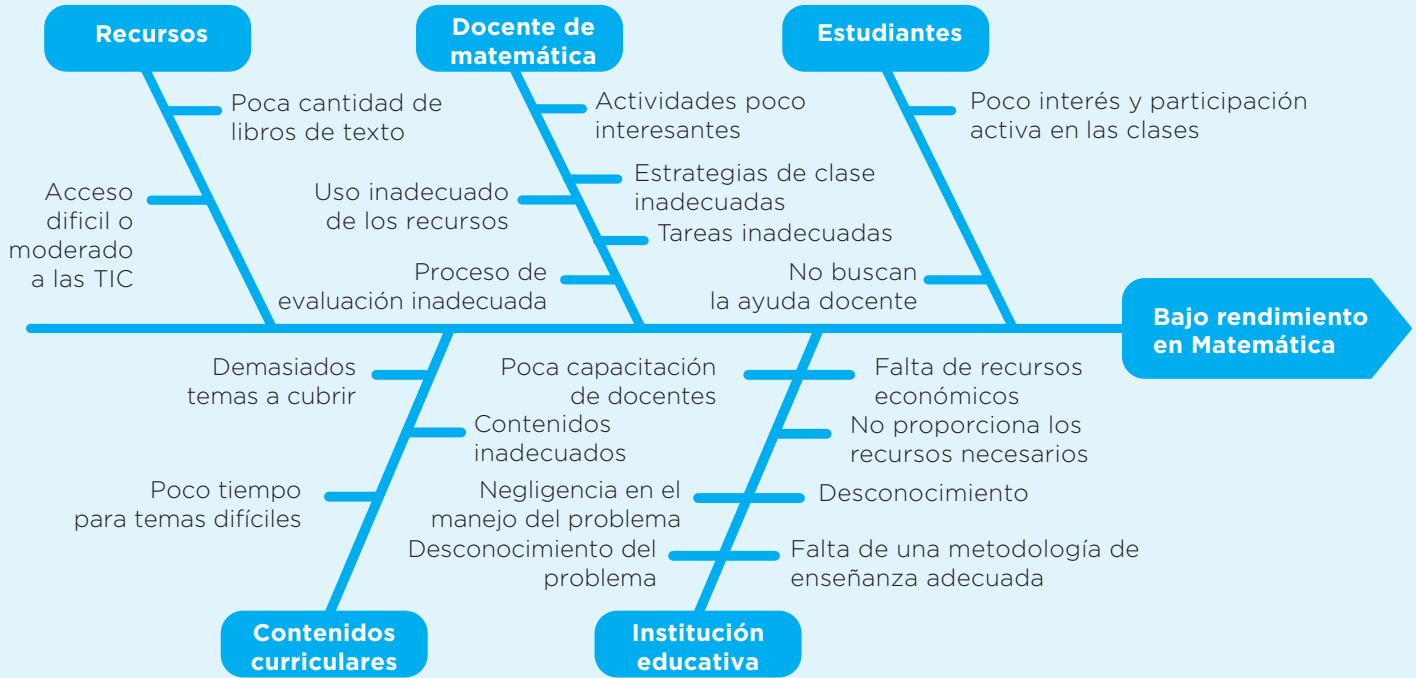 Recursos
Docente de
matemática
Estudiantes
Poca cantidad de
libros de texto
Acceso
dificil o
moderado
a las TIC
Actividades poco
interesantes
Estrategias de clase
inadecuadas
Uso inadecuado
de los recursos
Tareas inadecuadas
Proceso de
evaluación inadecuada
Poco interés y participación
activa en las clases
No buscan
la ayuda docente
Bajo rendimiento
en Matemática
Demasiados
temas a cubrir
Contenidos
inadecuados
Poco tiempo
para temas difíciles
Poca capacitación
de docentes
Falta de recursos
económicos
No proporciona los
recursos necesarios
Negligencia en el
manejo del problema
Desconocimiento
Desconocimiento del
problema
Falta de una metodología de
enseñanza adecuada
Contenidos
curriculares
Institución
educativa